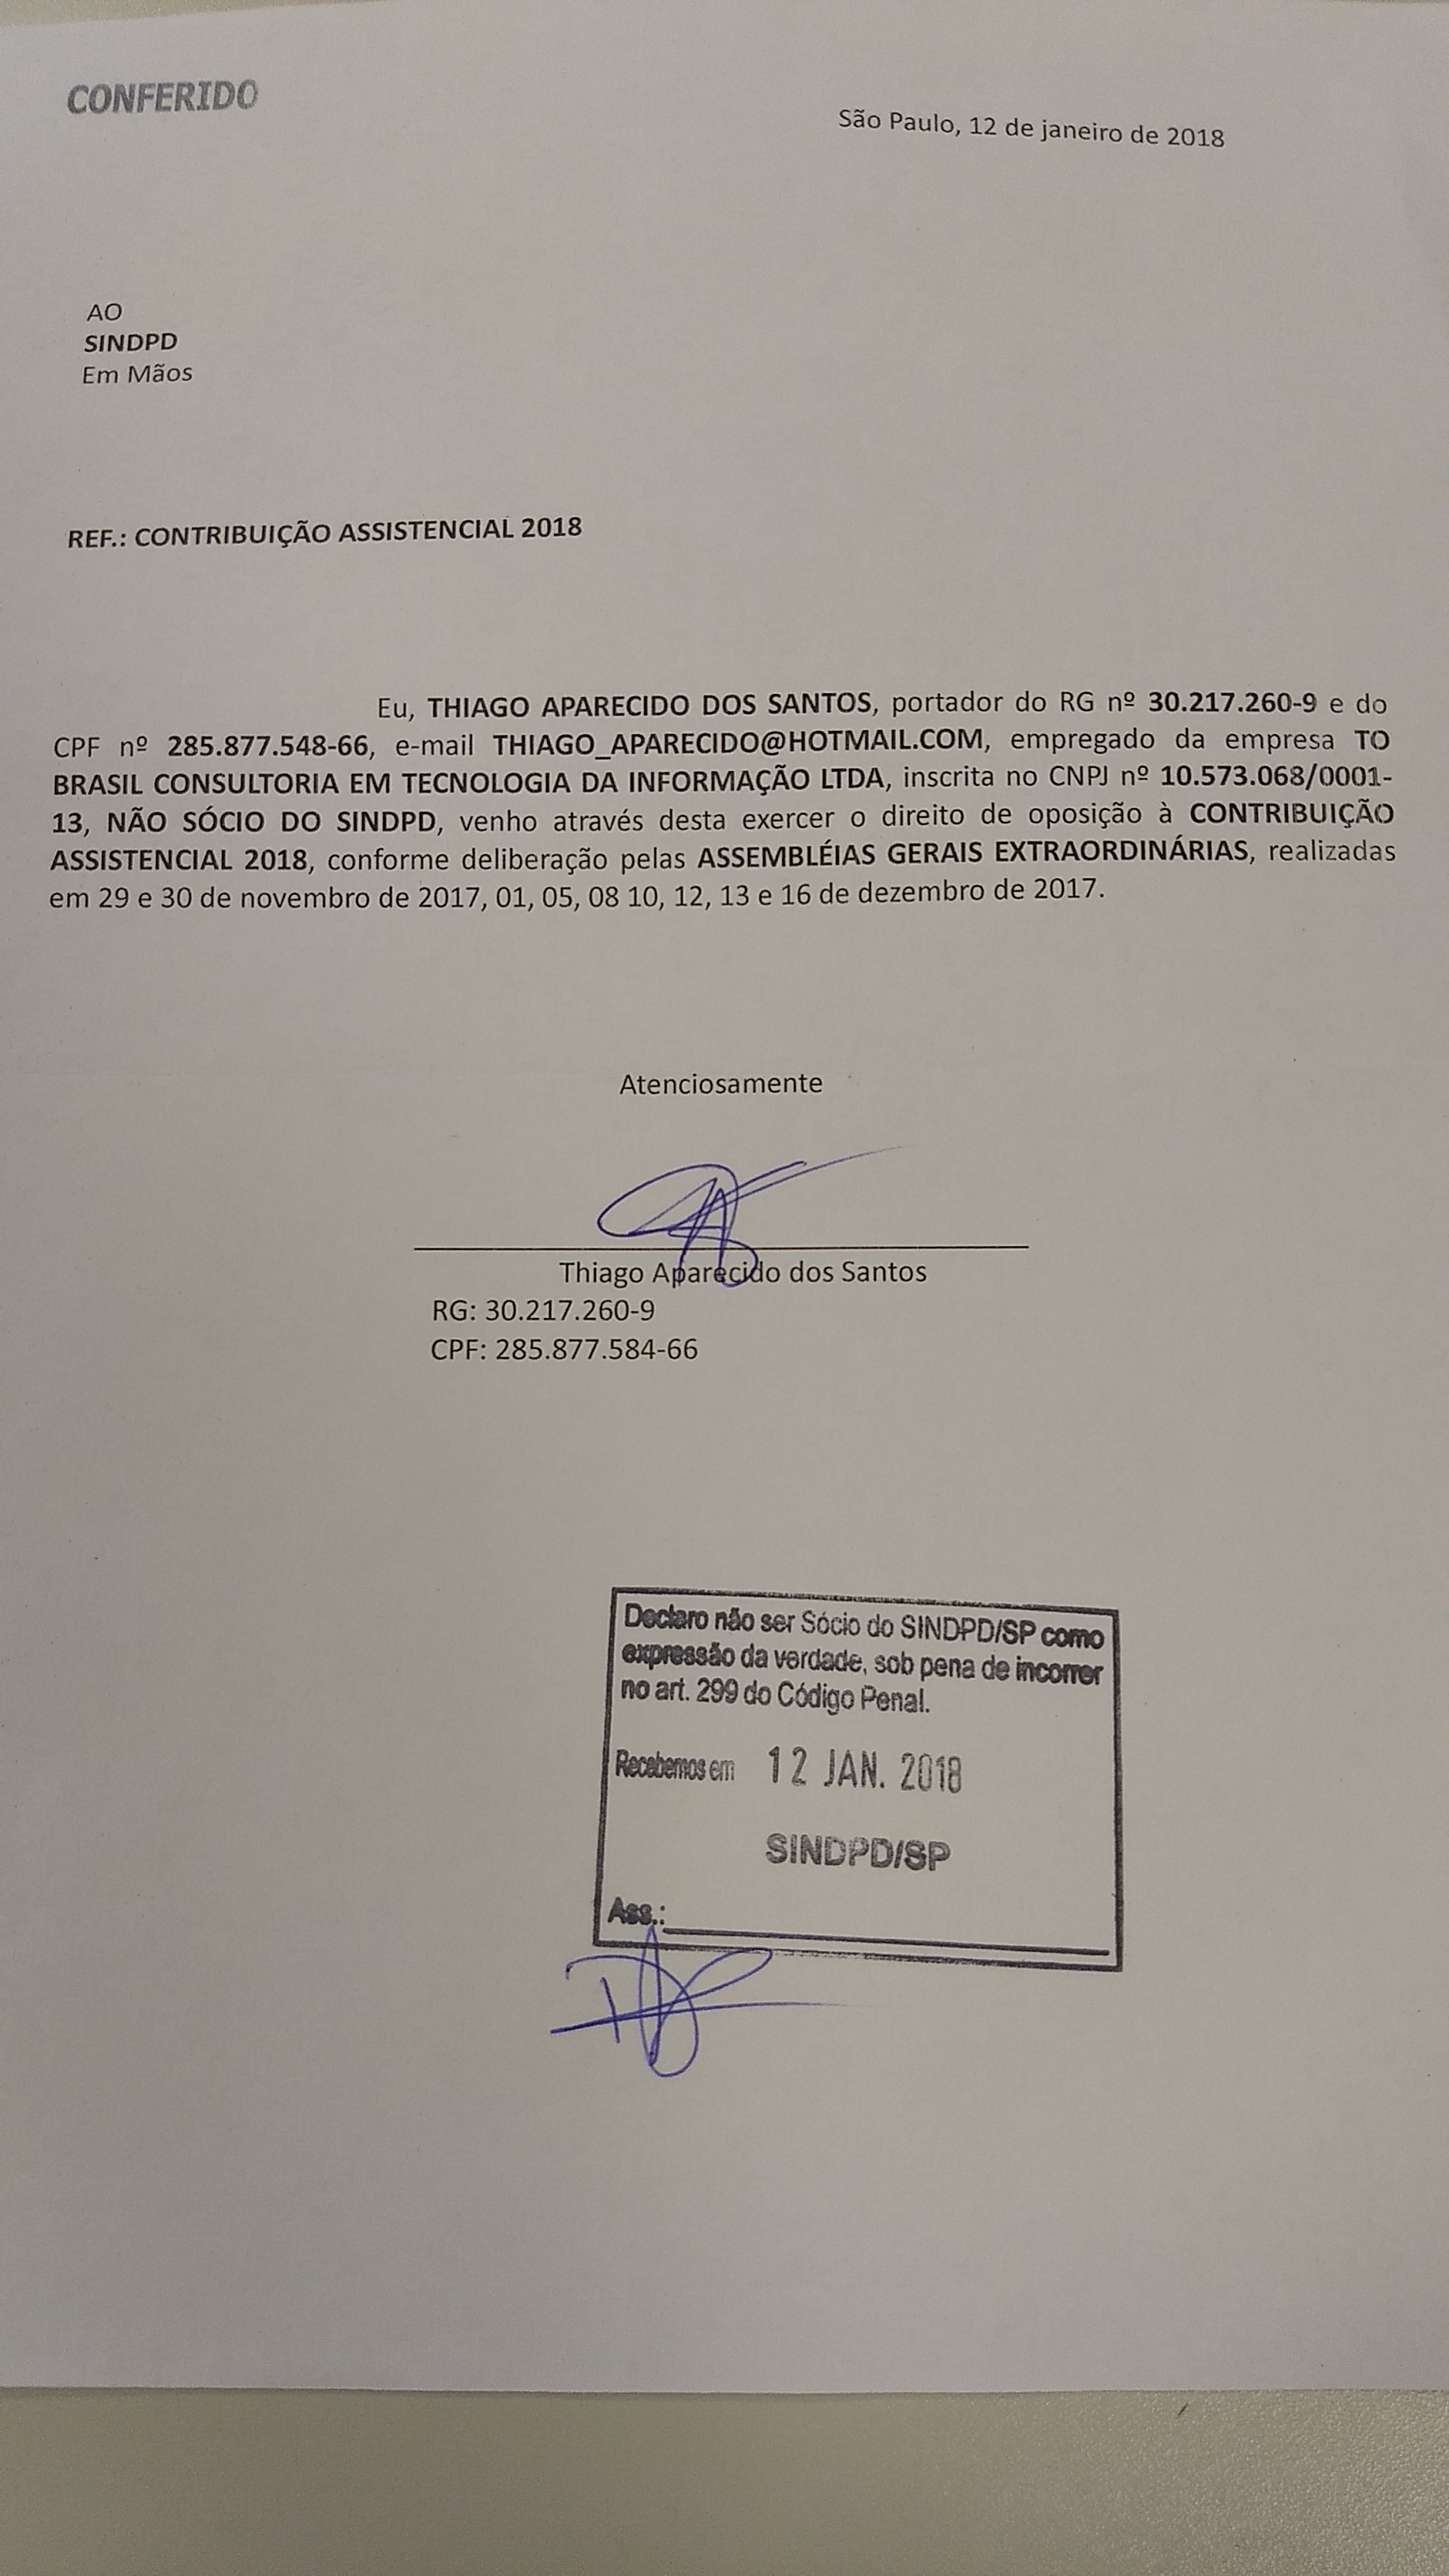 CONFERIDO
São Paulo, 12 de janeiro de 2018
AO
SINDPD
Em Mãos
REF.: CONTRIBUIÇÃO ASSISTENCIAL 2018
Eu, THIAGO APARECIDO DOS SANTOS, portador do RG nº 30.217.260-9 e do
CPF nº 285.877.548-66, e-mail THIAGO_APARECIDO@HOTMAIL.COM, empregado da empresa TO
BRASIL CONSULTORIA EM TECNOLOGIA DA INFORMAÇÃO LTDA, inscrita no CNPJ nº 10.573.068/0001-
13, NÃO SÓCIO DO SINDPD, venho através desta exercer o direito de oposição à CONTRIBUIÇÃO
ASSISTENCIAL 2018, conforme deliberação pelas ASSEMBLÉIAS GERAIS EXTRAORDINÁRIAS, realizadas
em 29 e 30 de novembro de 2017, 01, 05, 08 10, 12, 13 e 16 de dezembro de 2017.
Atenciosamente
Thiago Aparecido dos Santos
RG: 30.217.260-9
CPF: 285.877.584-66
Declaro não ser Sócio do SINDPD/SP como
expressão da verdade, sob pena de incorrer
no art. 299 do Código Penal.
Recebemos em 12 JAN. 2018
SINDPD/SP
Ass.: